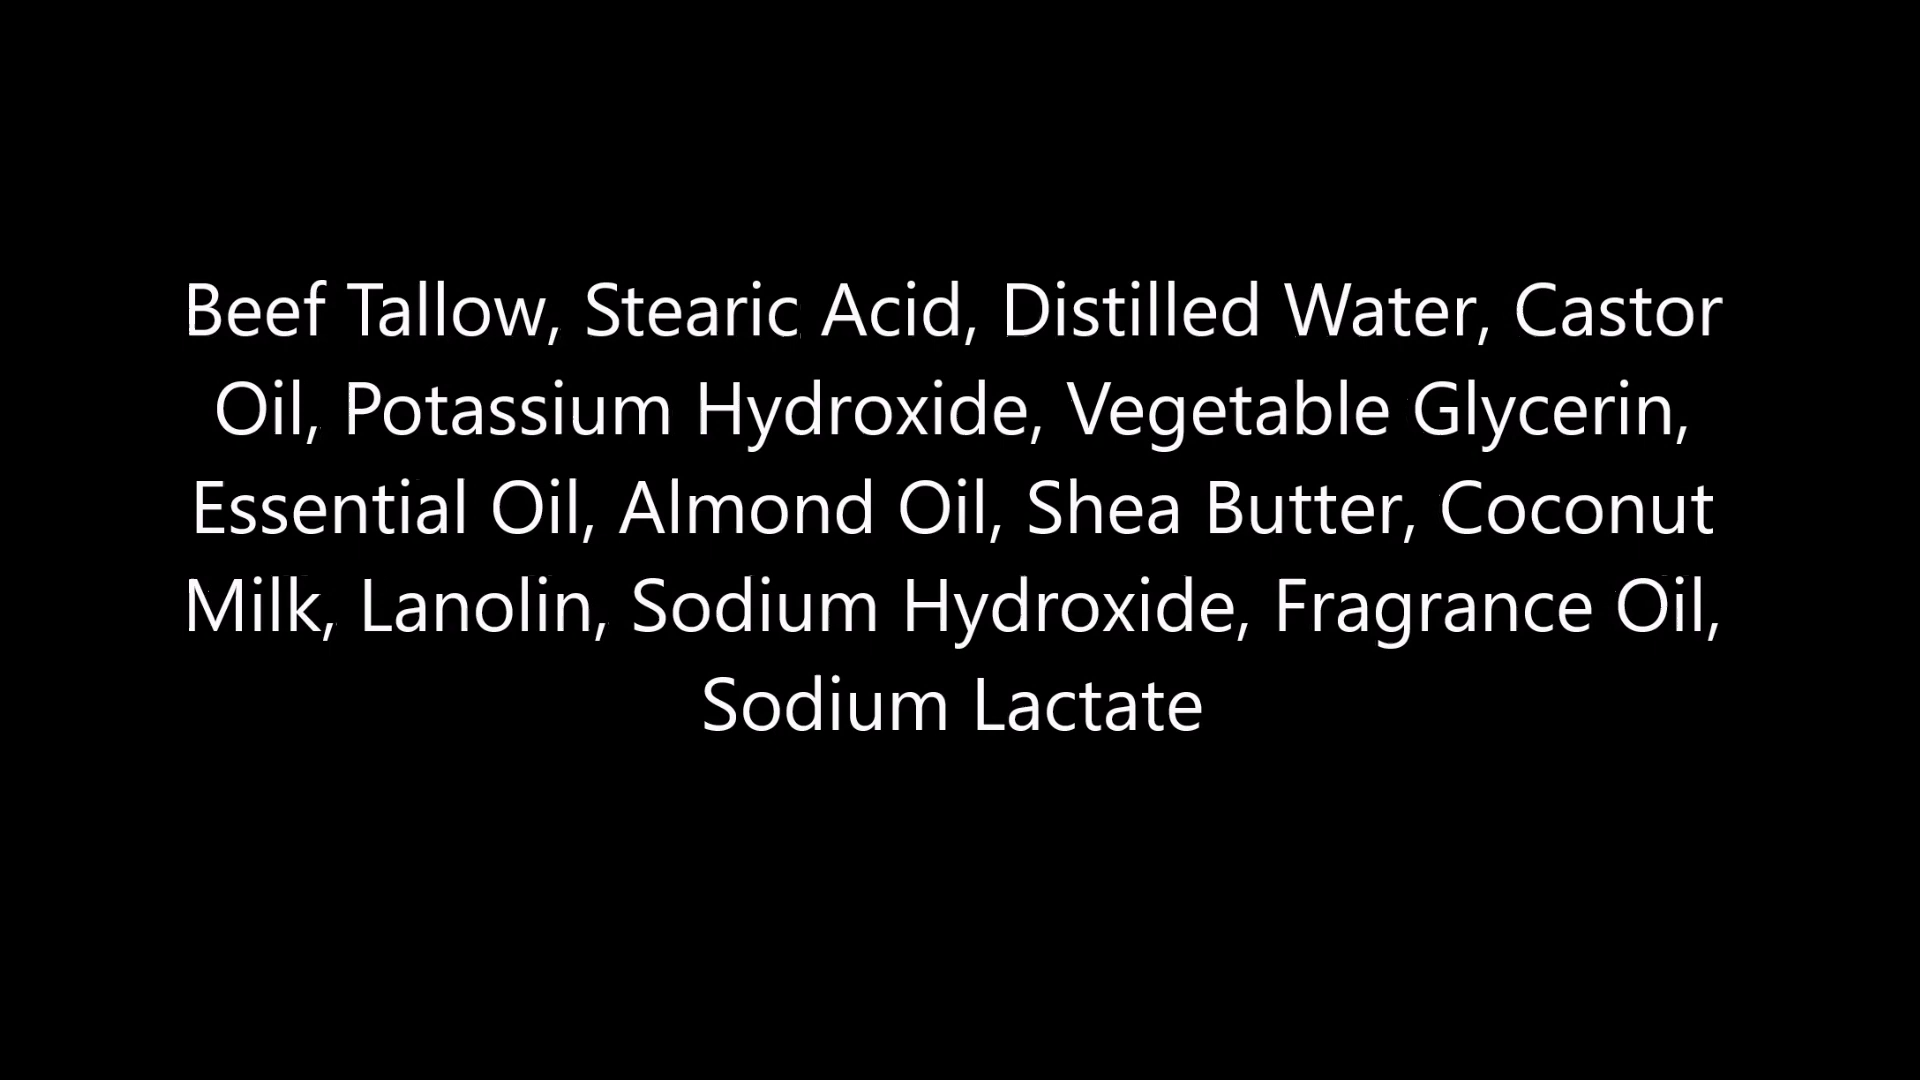 Beef Tallow, Stearic Acid, Distilled Water, Castor
Oil, Potassium Hydroxide, Vegetable Glycerin,
Essential Oil, Almond Oil, Shea Butter, Coconut
Milk, Lanolin, Sodium Hydroxide, Fragrance Oil,
Sodium Lactate